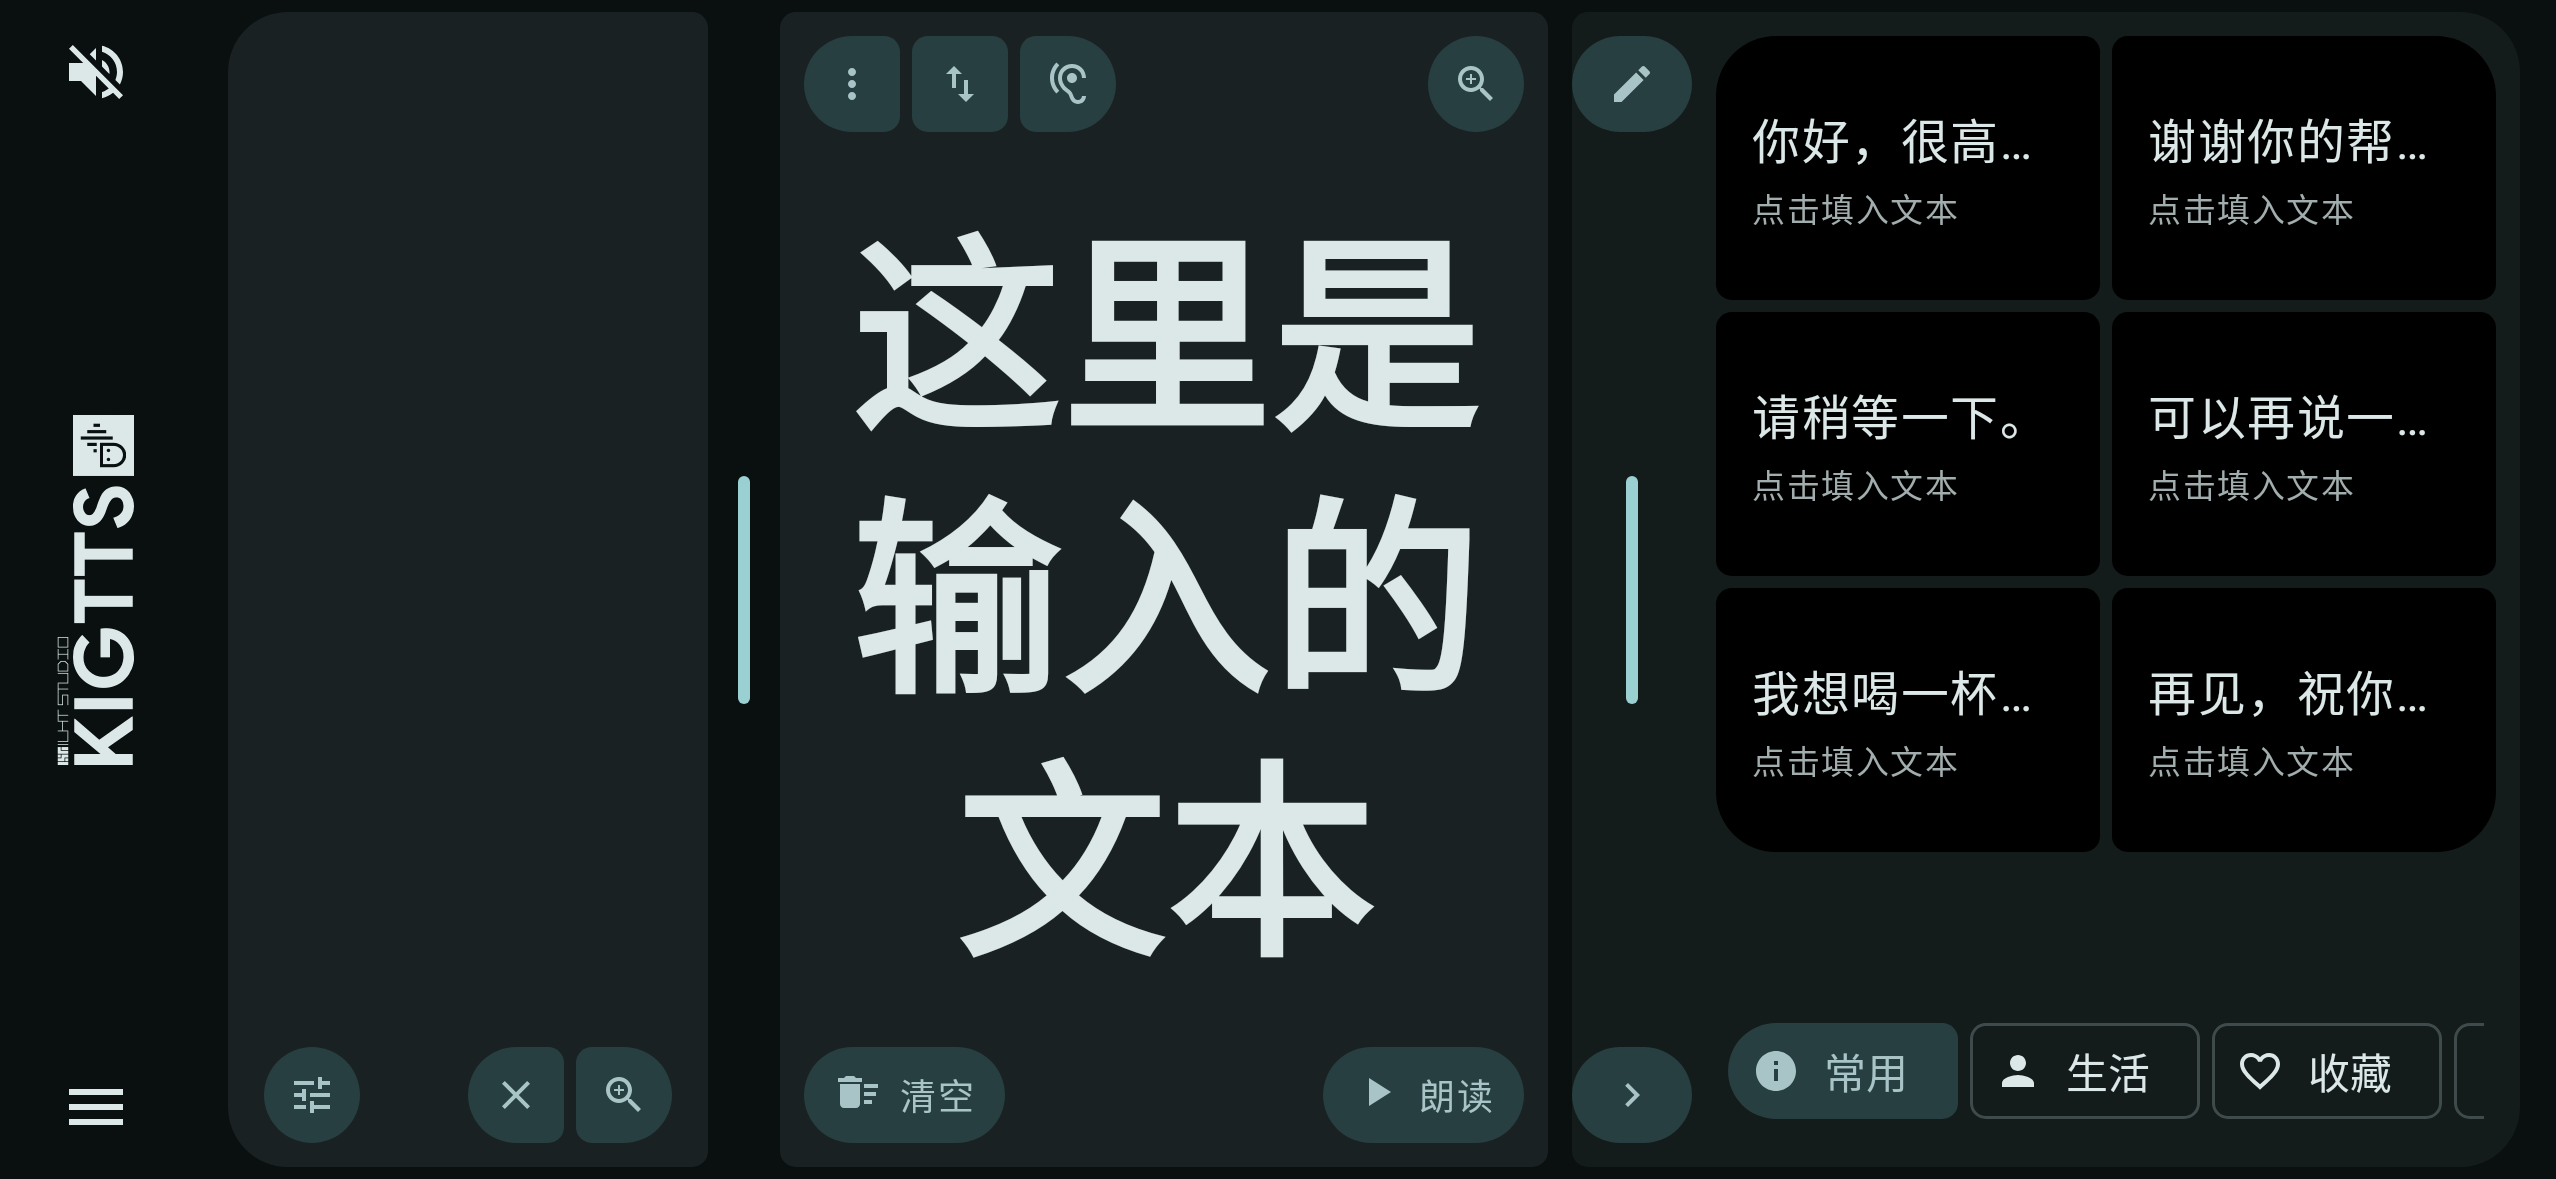 KIGTTS
这里是
输入的
文本
清空
朗读
你好，很高...
点击填入文本
谢谢你的帮...
点击填入文本
请稍等一下。
点击填入文本
可以再说一...
点击填入文本
我想喝一杯...
点击填入文本
再见，祝你...
点击填入文本
常用
生活
收藏